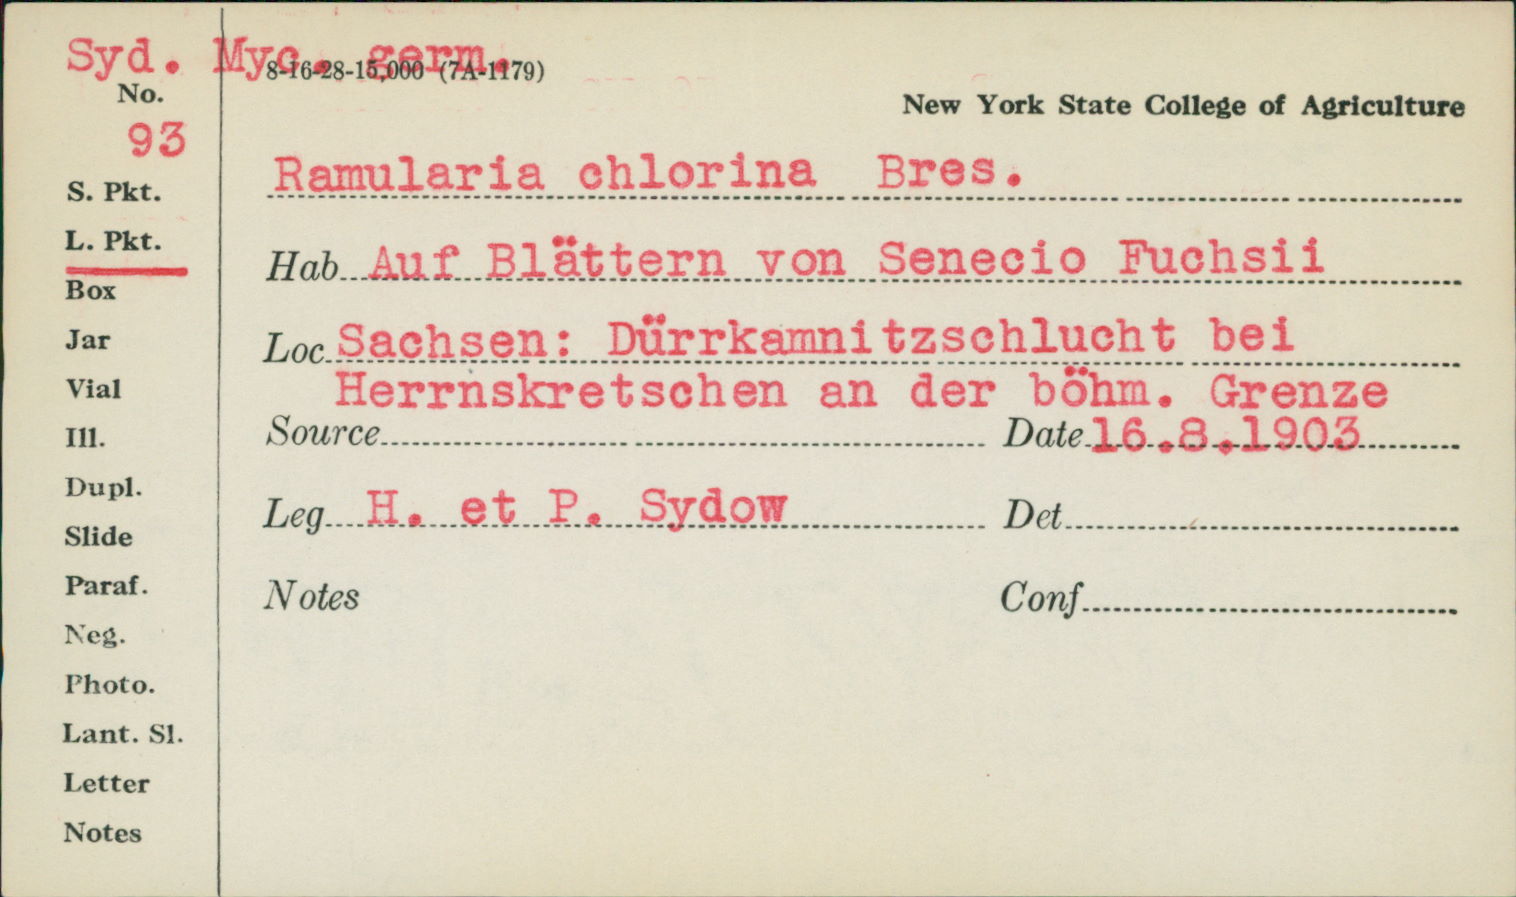 Syd. Myc. germ.
8-16-28-15,000 (7A-1179)
No.
93
New York State College of Agriculture
S. Pkt.
Ramularia chlorina Bres.
L. Pkt.
Hab Auf Blättern von Senecio Fuchsii
Box
Jar
Loc Sachsen: Dürrkamnitzschlucht bei
Herrnskretschen an der böhm. Grenze
Vial
Ill.
Source
Date 16.8.1903
Dupl.
Leg H. et P. Sydow
Det
Slide
Paraf.
Notes
Conf
Neg.
Photo.
Lant. Sl.
Letter
Notes